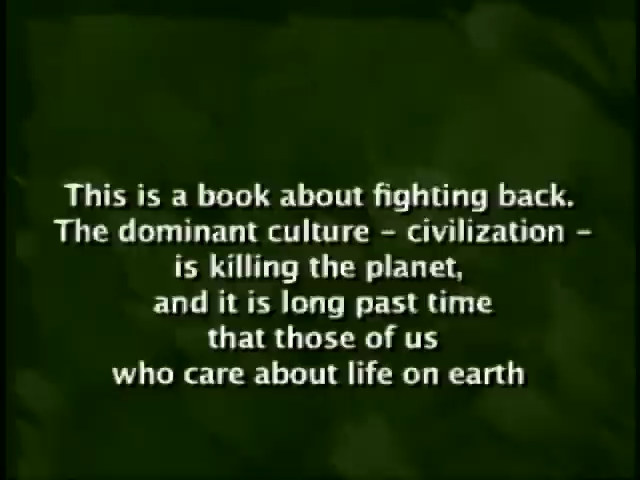 This is a book about fighting back.
The dominant culture – civilization –
is killing the planet,
and it is long past time
that those of us
who care about life on earth